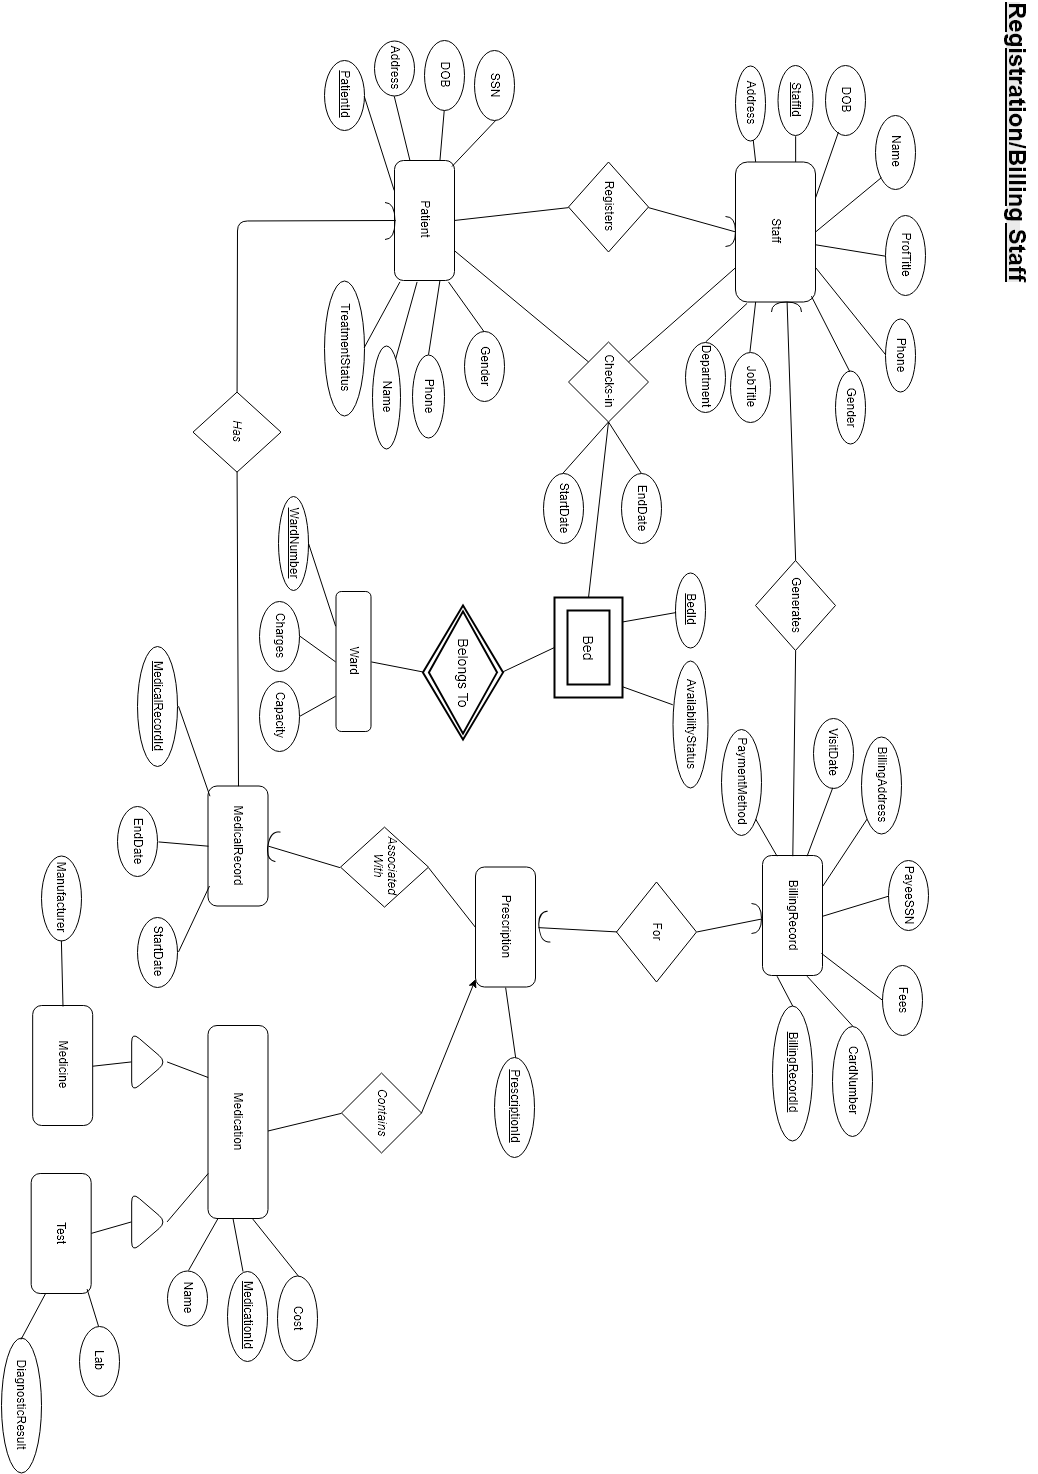 Registration/Billing Staff
Address
StaffId
DOB
Name
ProfTitle
Phone
Gender
JobTitle
Department
Staff
PatientId
Address
DOB
SSN
Patient
TreatmentStatus
Name
Phone
Gender
Registers
Checks-in
StartDate
EndDate
Generates
Has
WardNumber
Charges
Capacity
Ward
Belongs To
Bed
BedId
AvailabilityStatus
PaymentMethod
VisitDate
BillingAddress
PayeeSSN
Fees
CardNumber
BillingRecordId
BillingRecord
MedicalRecordId
EndDate
StartDate
MedicalRecord
Associated
With
Prescription
For
PrescriptionId
Manufacturer
Medicine
Medication
Contains
Test
Name
MedicationId
Cost
Lab
DiagnosticResult